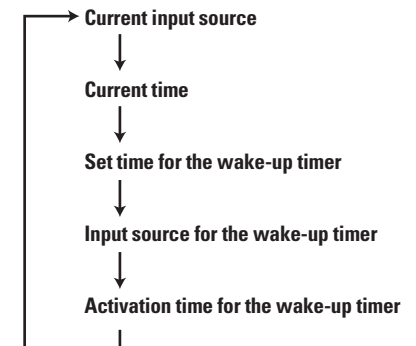 Current input source
Current time
Set time for the wake-up timer
Input source for the wake-up timer
Activation time for the wake-up timer